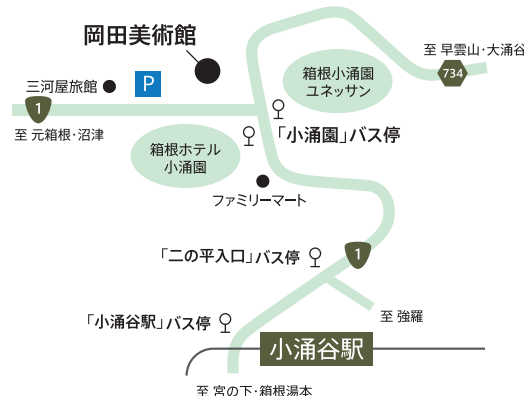 岡田美術館
至 早雲山･大涌谷
箱根小涌園
ユネッサン
734
三河屋旅館
P
1
至 元箱根･沼津
「小涌園」バス停
箱根ホテル
小涌園
ファミリーマート
「二の平入口」バス停
1
「小涌谷駅」バス停
至 強羅
小涌谷駅
至 宮の下･箱根湯本